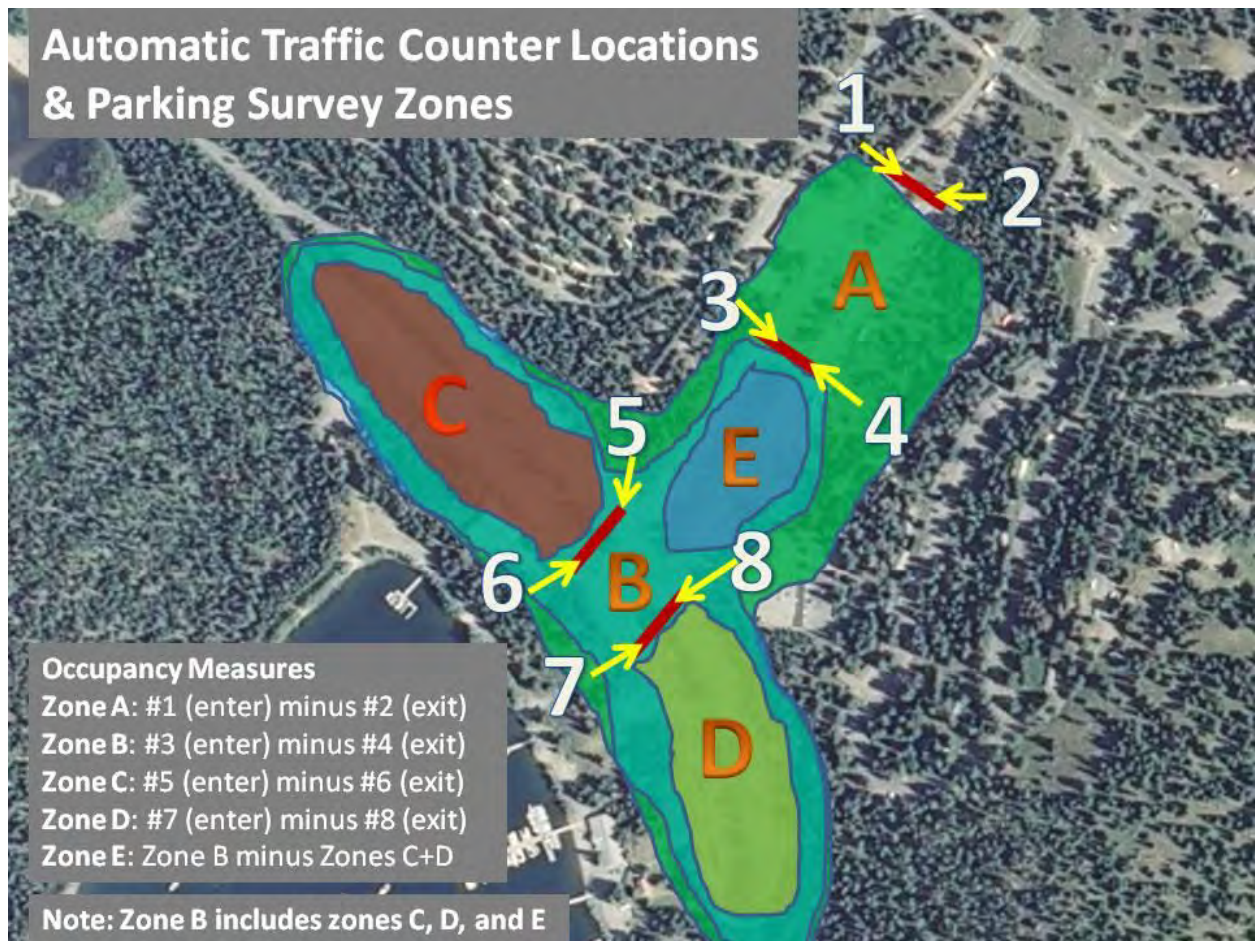 Automatic Traffic Counter Locations
& Parking Survey Zones
1
2
A
3
C
5
4
E
8
6
B
7
D
Occupancy Measures
Zone A: #1 (enter) minus #2 (exit)
Zone B: #3 (enter) minus #4 (exit)
Zone C: #5 (enter) minus #6 (exit)
Zone D: #7 (enter) minus #8 (exit)
Zone E: Zone B minus Zones C+D
Note: Zone B includes zones C, D, and E